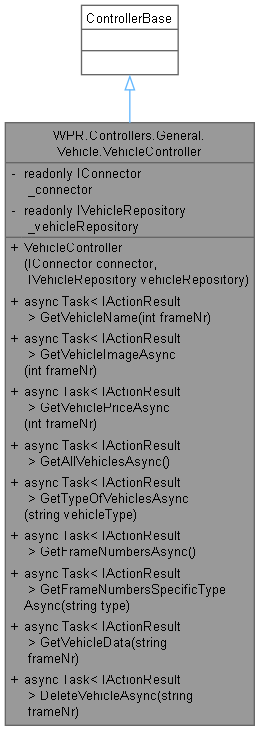 ControllerBase
WPR.Controllers.General.
Vehicle.VehicleController
- readonly IConnector
_connector
- readonly IVehicleRepository
_vehicleRepository
+ VehicleController
(IConnector connector,
IVehicleRepository vehicleRepository)
+ async Task< IActionResult
> GetVehicleName(int frameNr)
+ async Task< IActionResult
> GetVehicleImageAsync
(int frameNr)
+ async Task< IActionResult
> GetVehiclePriceAsync
(int frameNr)
+ async Task< IActionResult
> GetAllVehiclesAsync()
+ async Task< IActionResult
> GetTypeOfVehiclesAsync
(string vehicleType)
+ async Task< IActionResult
> GetFrameNumbersAsync()
+ async Task< IActionResult
> GetFrameNumbersSpecificType
Async(string type)
+ async Task< IActionResult
> GetVehicleData(string
frameNr)
+ async Task< IActionResult
> DeleteVehicleAsync(string
frameNr)